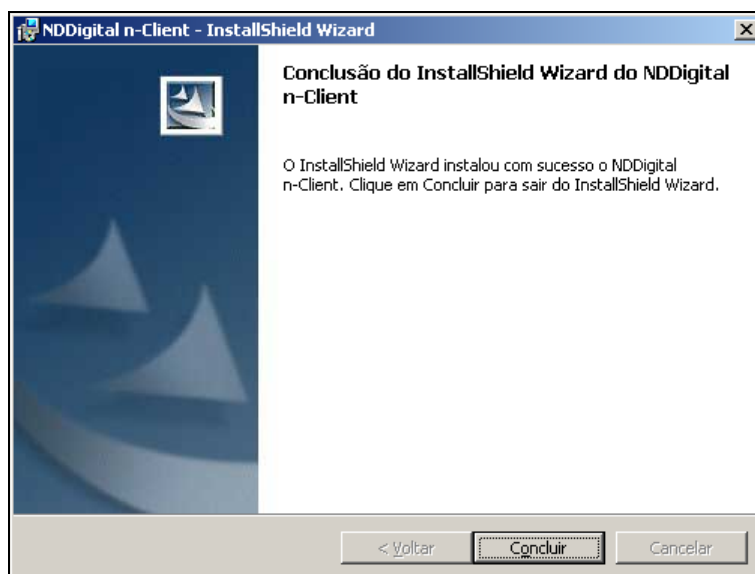 NDDigital n-Client - InstallShield Wizard
Conclusão do InstallShield Wizard do NDDigital
n-Client
O InstallShield Wizard instalou com sucesso o NDDigital
n-Client. Clique em Concluir para sair do InstallShield Wizard.
< Voltar Concluir Cancelar